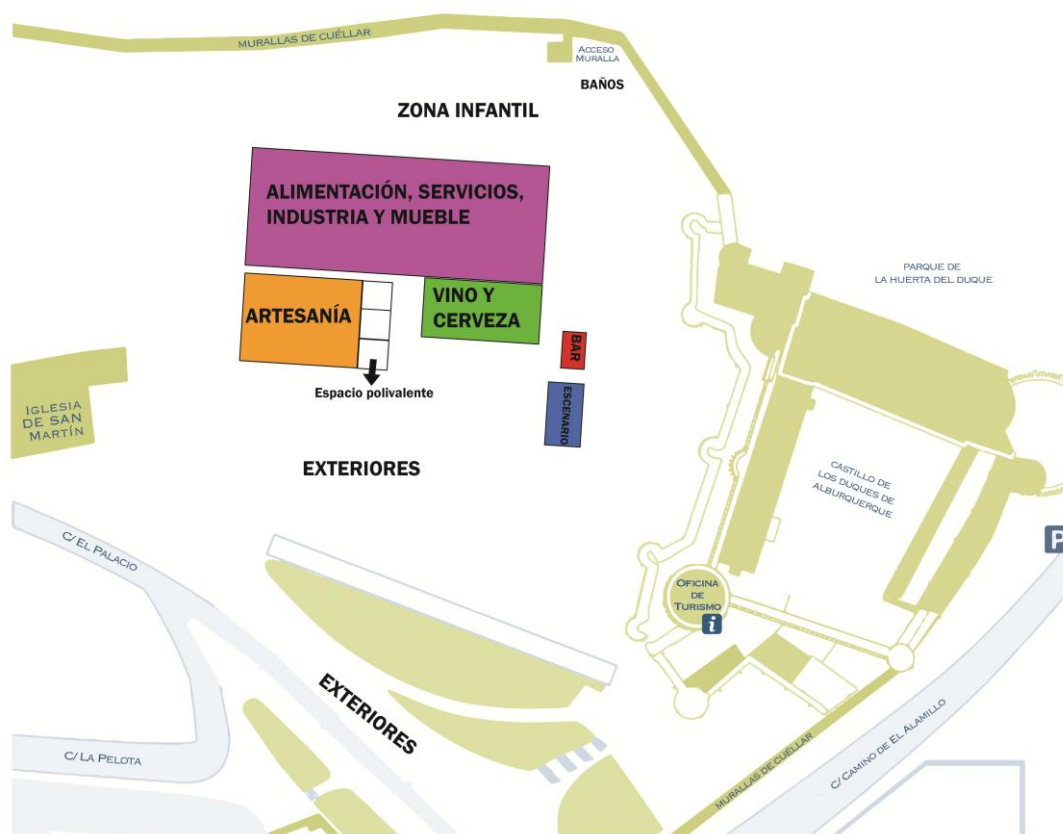 MURALLAS DE CUÉLLAR
ACCESO
MURALLA
BAÑOS
ZONA INFANTIL
ALIMENTACIÓN, SERVICIOS,
INDUSTRIA Y MUEBLE
PARQUE DE
LA HUERTA DEL DUQUE
ARTESANÍA
VINO Y
CERVEZA
BAR
Espacio polivalente
ESCENARIO
IGLESIA
DE SAN
MARTÍN
EXTERIORES
CASTILLO DE
LOS DUQUES DE
ALBURQUERQUE
C/ EL PALACIO
P
OFICINA
DE
TURISMO
i
EXTERIORES
C/ LA PELOTA
MURALLAS DE CUÉLLAR
C/ CAMINO DE EL ALAMILLO